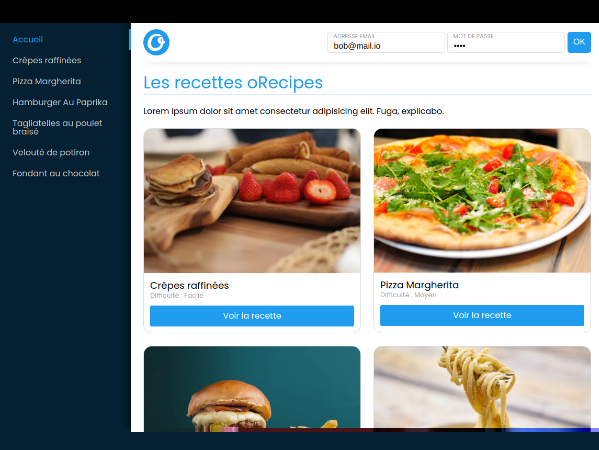 Accueil
Crêpes raffinées
Pizza Margherita
Hamburger Au Paprika
Tagliatelles au poulet
braisé
Velouté de potiron
Fondant au chocolat
ADRESSE EMAIL
bob@mail.io
MOT DE PASSE
••••
OK
Les recettes oRecipes
Lorem ipsum dolor sit amet consectetur adipisicing elit. Fuga, explicabo.
Crêpes raffinées
Difficulté : Facile
Voir la recette
Pizza Margherita
Difficulté : Moyen
Voir la recette